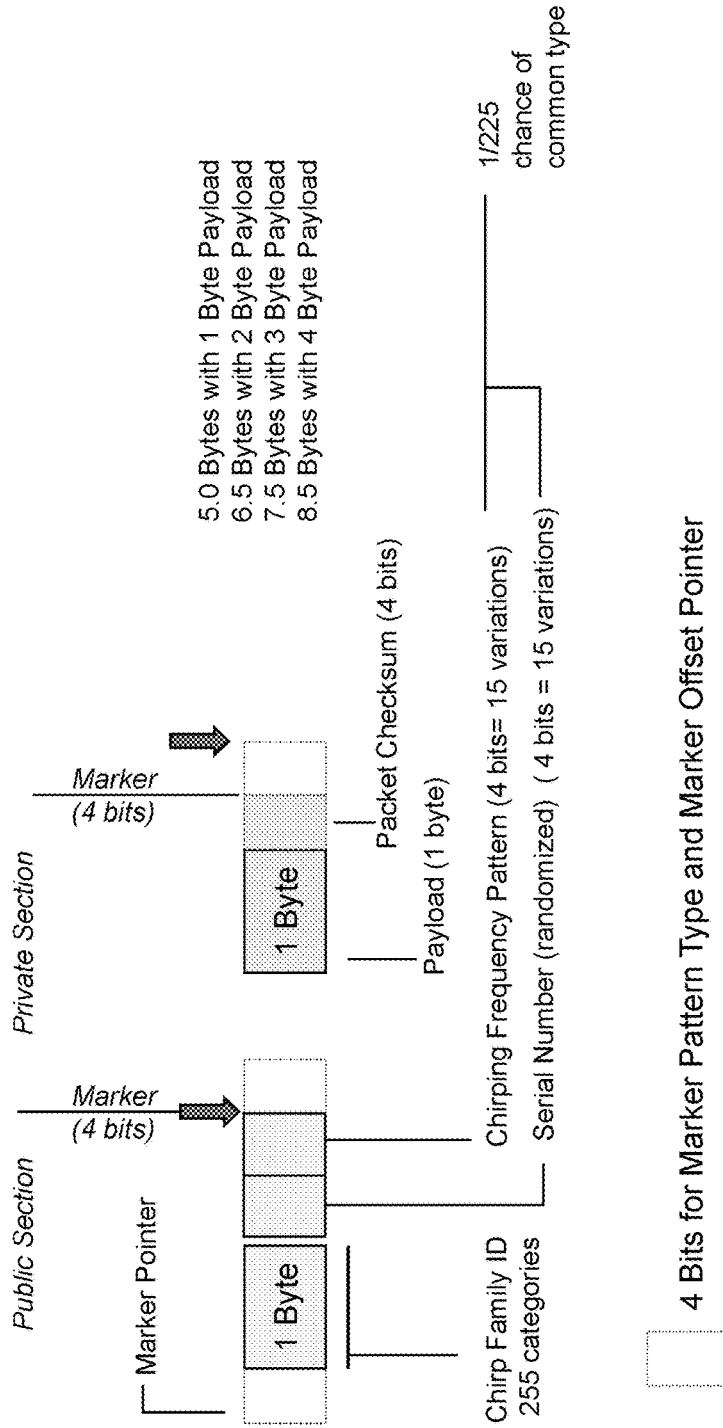 Public Section
Private Section
Marker Pointer
Marker
(4 bits)
Marker
(4 bits)
1 Byte
1 Byte
5.0 Bytes with 1 Byte Payload
6.5 Bytes with 2 Byte Payload
7.5 Bytes with 3 Byte Payload
8.5 Bytes with 4 Byte Payload
Packet Checksum (4 bits)
Payload (1 byte)
Chirp Family ID
255 categories
Chirping Frequency Pattern (4 bits= 15 variations)
Serial Number (randomized) ( 4 bits = 15 variations)
1/225
chance of
common type
4 Bits for Marker Pattern Type and Marker Offset Pointer